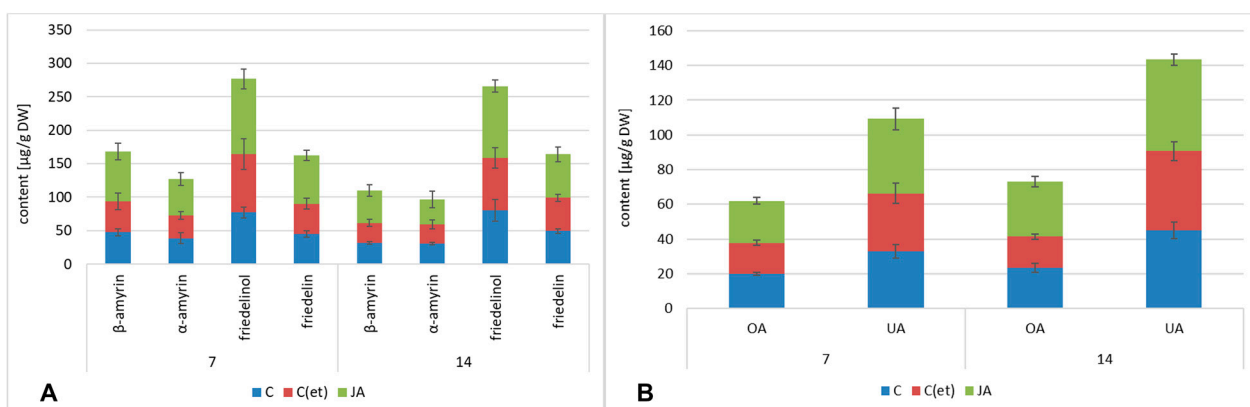 350
300
250
200
150
100
50
0
content [µg/g DW]
β-amyrin
α-amyrin
friedelinol
friedelin
β-amyrin
α-amyrin
friedelinol
friedelin
7
14
A
C
C(et)
JA
160
140
120
100
80
60
40
20
0
content [µg/g DW]
OA
UA
OA
UA
7
14
B
C
C(et)
JA